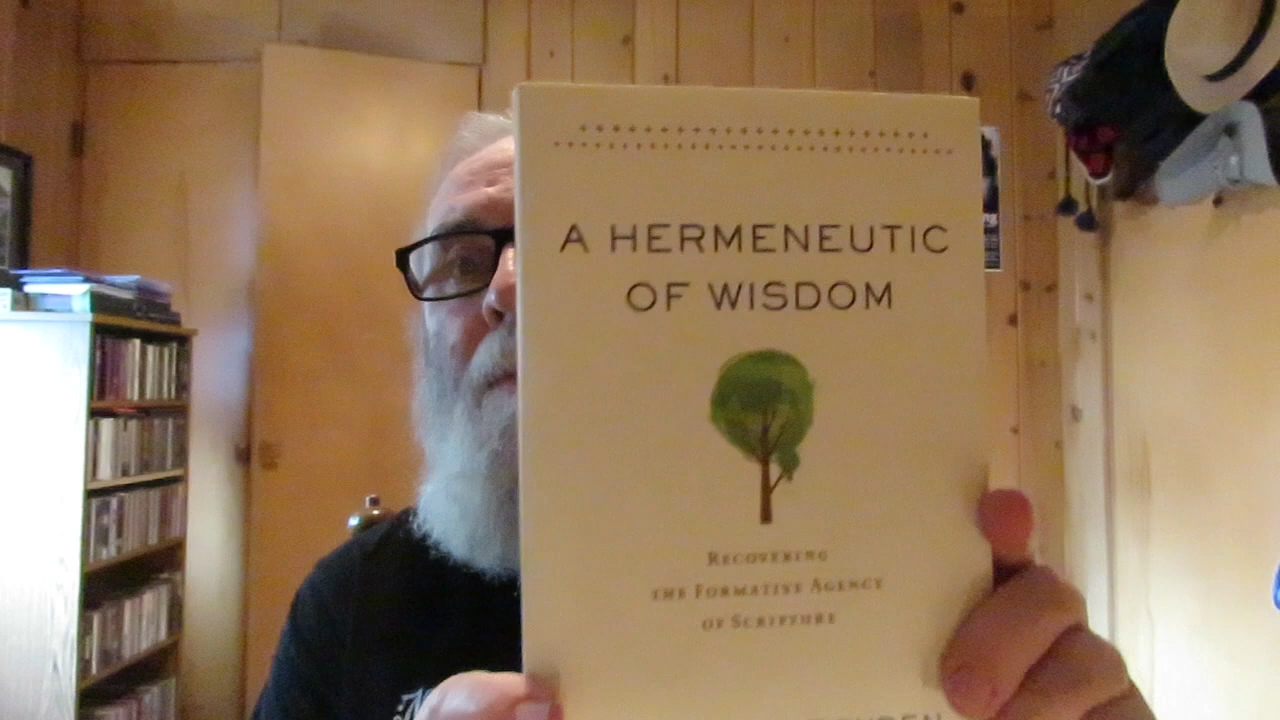 A HERMENEUTIC
OF WISDOM
RECOVERING
THE FORMATIVE AGENCY
OF SCRIPTURE